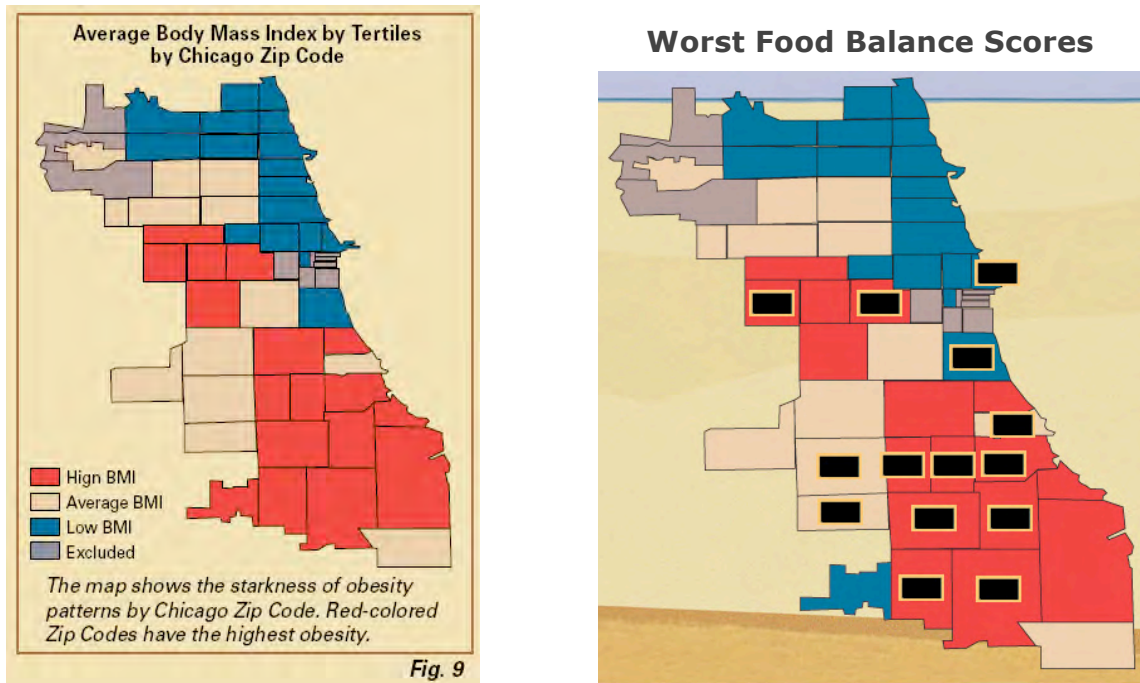 Average Body Mass Index by Tertiles
by Chicago Zip Code
Hign BMI
Average BMI
Low BMI
Excluded
The map shows the starkness of obesity
patterns by Chicago Zip Code. Red-colored
Zip Codes have the highest obesity.
Fig. 9
Worst Food Balance Scores